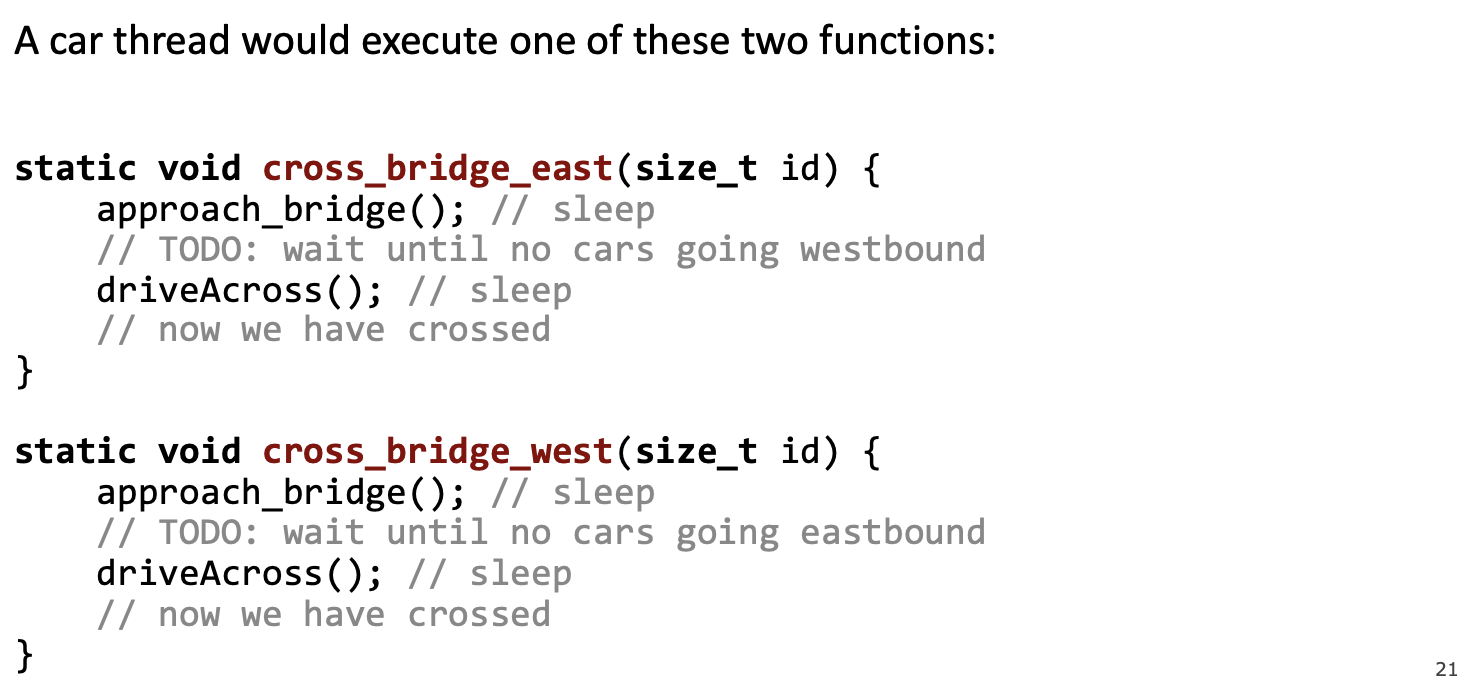 A car thread would execute one of these two functions:
static void cross_bridge_east(size_t id) {
    approach_bridge(); // sleep
    // TODO: wait until no cars going westbound
    driveAcross(); // sleep
    // now we have crossed
}
static void cross_bridge_west(size_t id) {
    approach_bridge(); // sleep
    // TODO: wait until no cars going eastbound
    driveAcross(); // sleep
    // now we have crossed
}
21